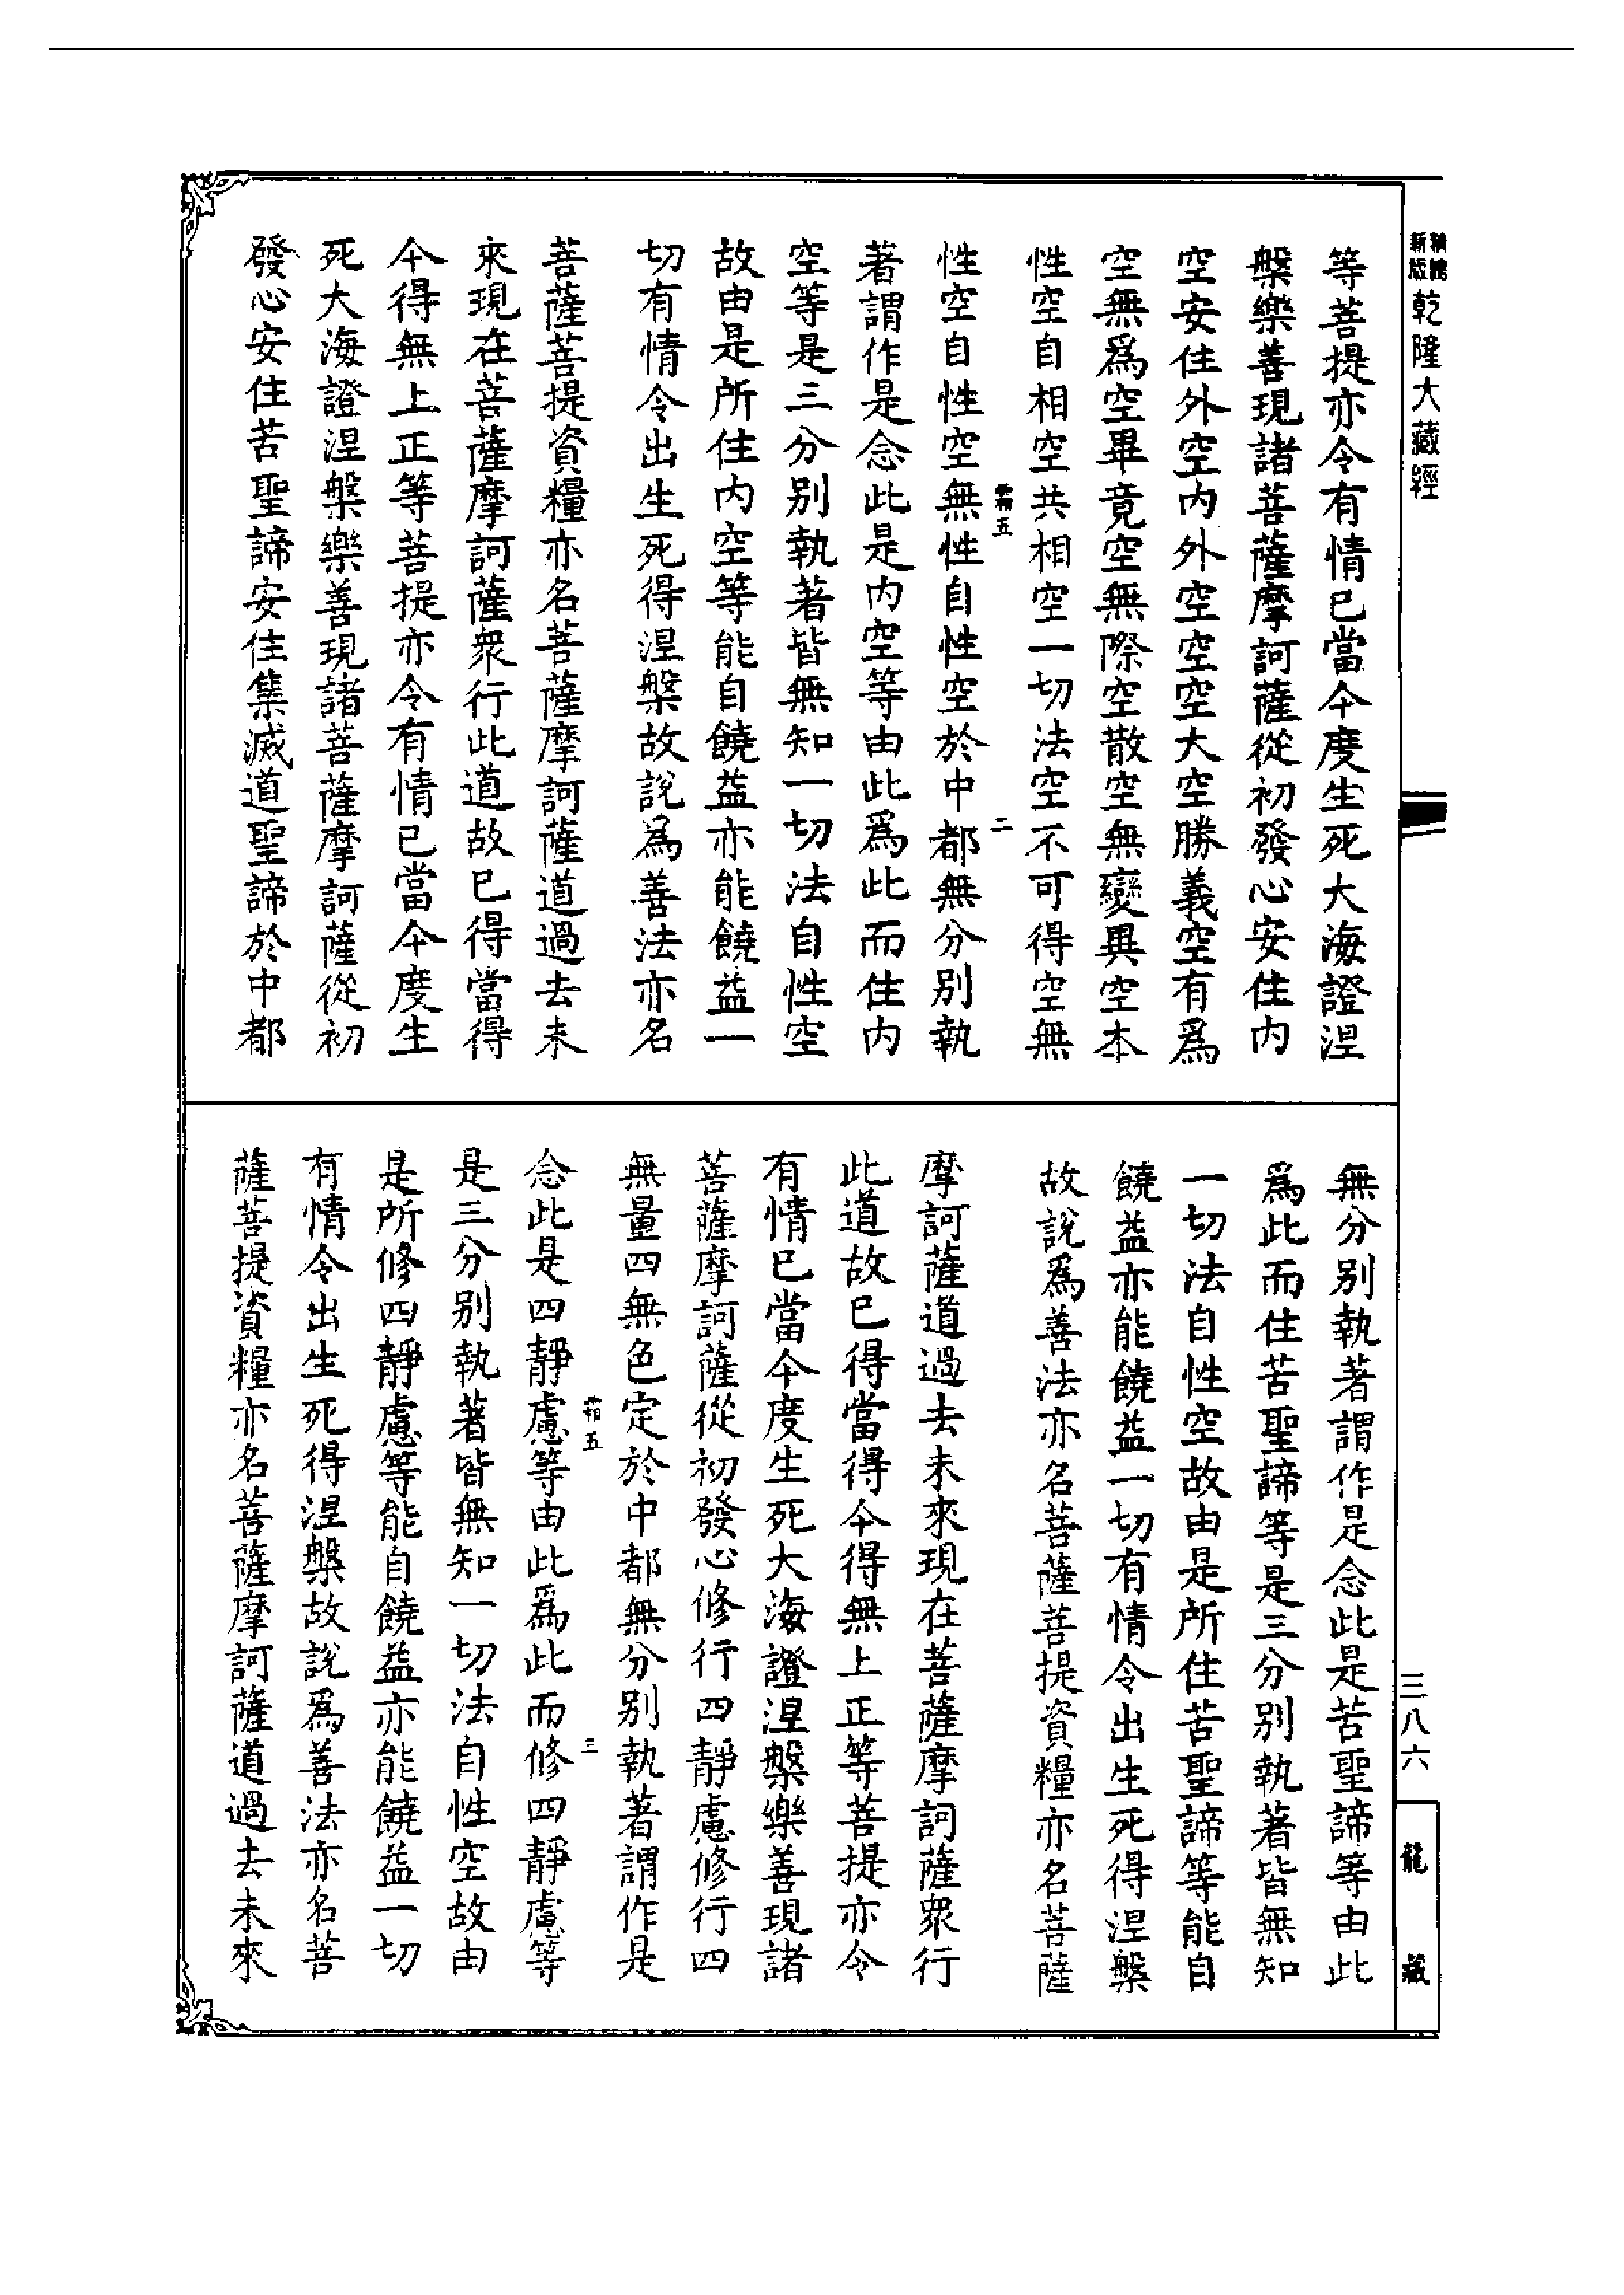 乾隆大藏經
等菩提亦令有情已當今度生死大海證涅
槃樂善現諸菩薩摩訶薩從初發心安住內
空安住外空內外空空空大空勝義空有爲
空無爲空畢竟空無際空散空無變異空本
性空自相空共相空一切法空不可得空無
性空自性空無性自性空於中都無分別執
著謂作是念此是內空等由此爲此而住內
空等是三分別執著皆無知一切法自性空
故由是所住內空等能自饒益亦能饒益一
切有情令出生死得涅槃故說爲善法亦名
菩薩菩提資糧亦名菩薩摩訶薩道過去未
來現在菩薩摩訶薩衆行此道故已得當得
今得無上正等菩提亦令有情已當今度生
死大海證涅槃樂善現諸菩薩摩訶薩從初
發心安住苦聖諦安住集滅道聖諦於中都
五
二
無分別執著謂作是念此是苦聖諦等由此
爲此而住苦聖諦等是三分別執著皆無知
一切法自性空故由是所住苦聖諦等能自
饒益亦能饒益一切有情令出生死得涅槃
故說爲善法亦名菩薩菩提資糧亦名菩薩
摩訶薩道過去未來現在菩薩摩訶薩衆行
此道故已得當得今得無上正等菩提亦令
有情已當今度生死大海證涅槃樂善現諸
菩薩摩訶薩從初發心修行四靜慮修行四
無量四無色定於中都無分別執著謂作是
念此是四靜慮等由此爲此而修四靜慮等
是三分別執著皆無知一切法自性空故由
是所修四靜慮等能自饒益亦能饒益一切
有情令出生死得涅槃故說爲善法亦名菩
薩菩提資糧亦名菩薩摩訶薩道過去未來
五
三
三八六
龍藏